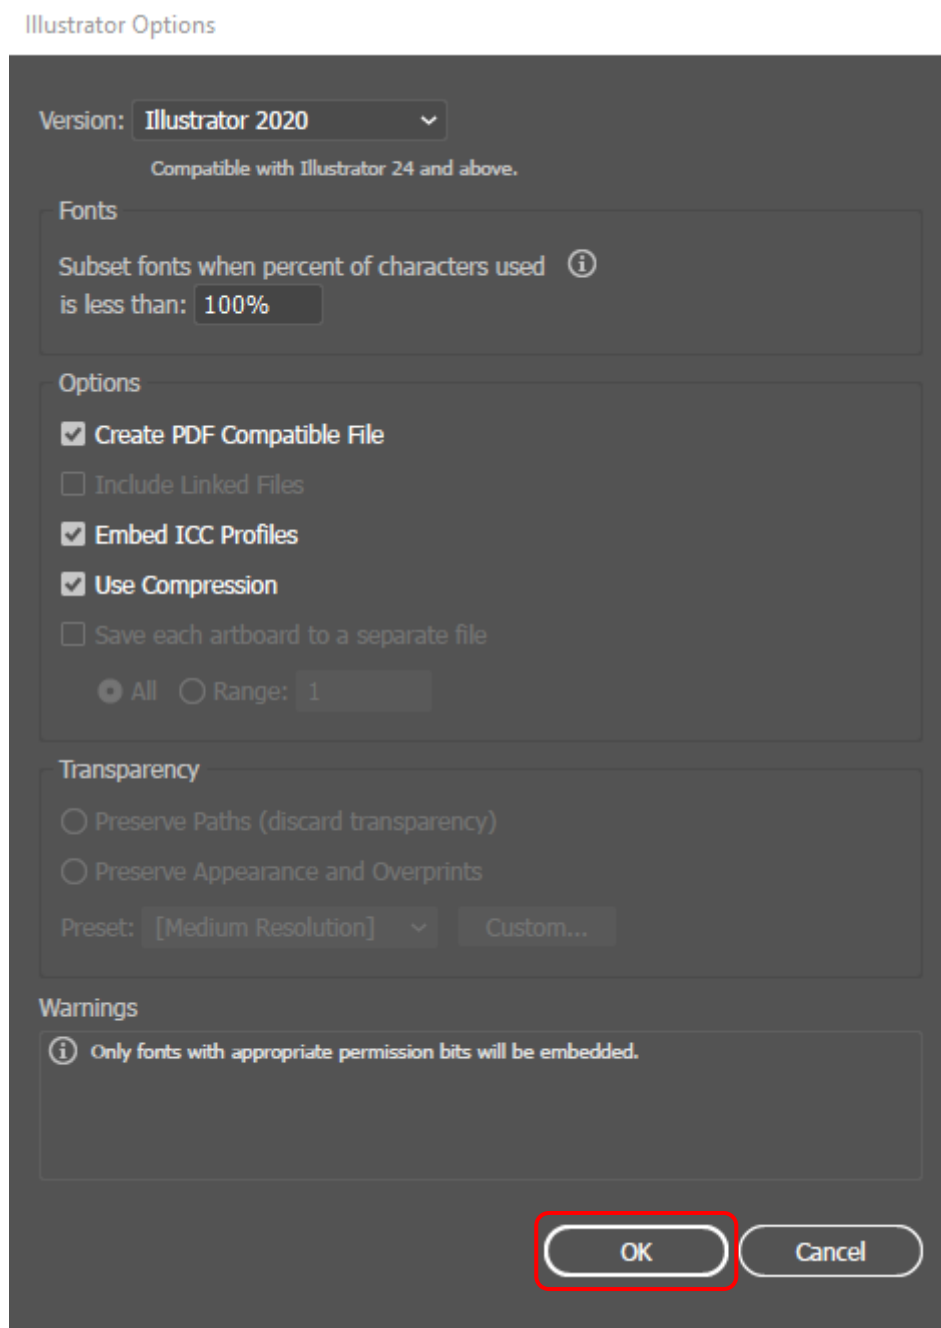 Illustrator Options
Version: Illustrator 2020
Compatible with Illustrator 24 and above.
Fonts
Subset fonts when percent of characters used
is less than: 100%
Options
Create PDF Compatible File
Include Linked Files
Embed ICC Profiles
Use Compression
Save each artboard to a separate file
All Range: 1
Transparency
Preserve Paths (discard transparency)
Preserve Appearance and Overprints
Preset: [Medium Resolution] Custom...
Warnings
Only fonts with appropriate permission bits will be embedded.
OK Cancel